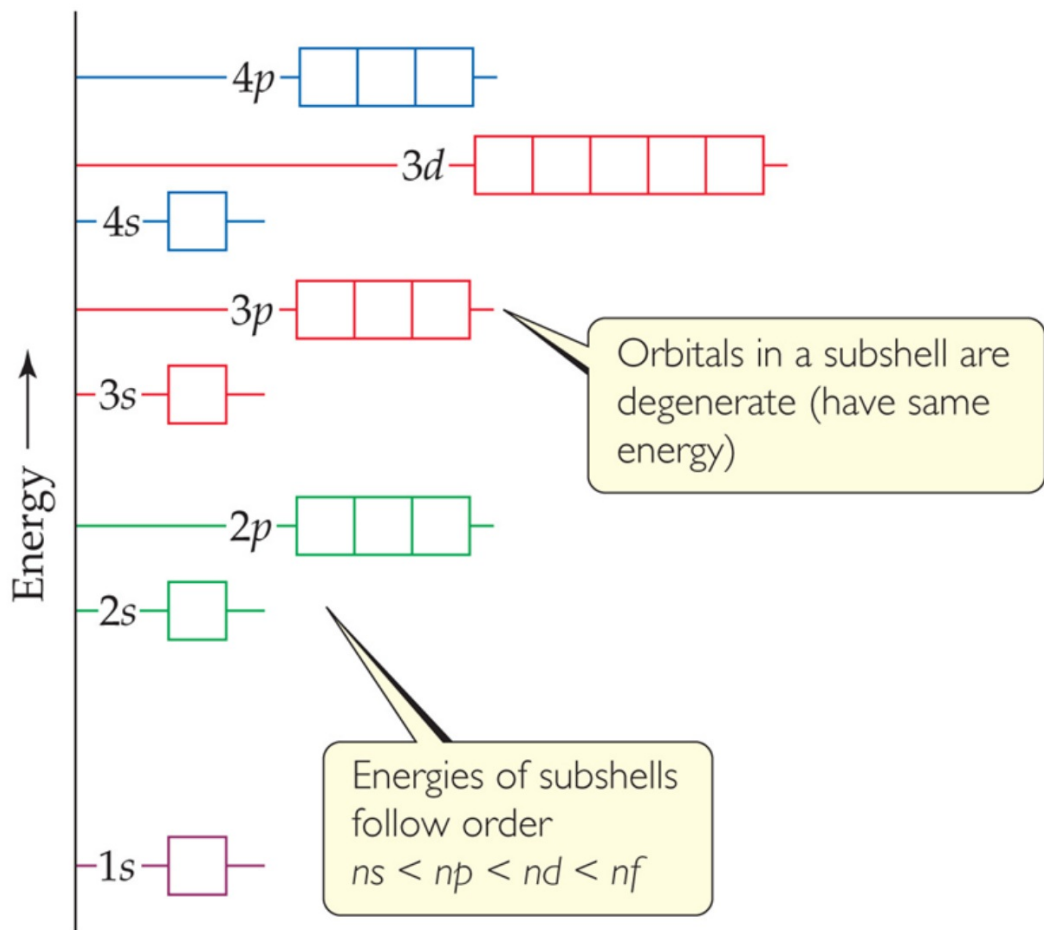 4p
3d
4s
3p
Orbitals in a subshell are
degenerate (have same
energy)
3s
Energy
2p
2s
Energies of subshells
follow order
ns < np < nd < nf
1s